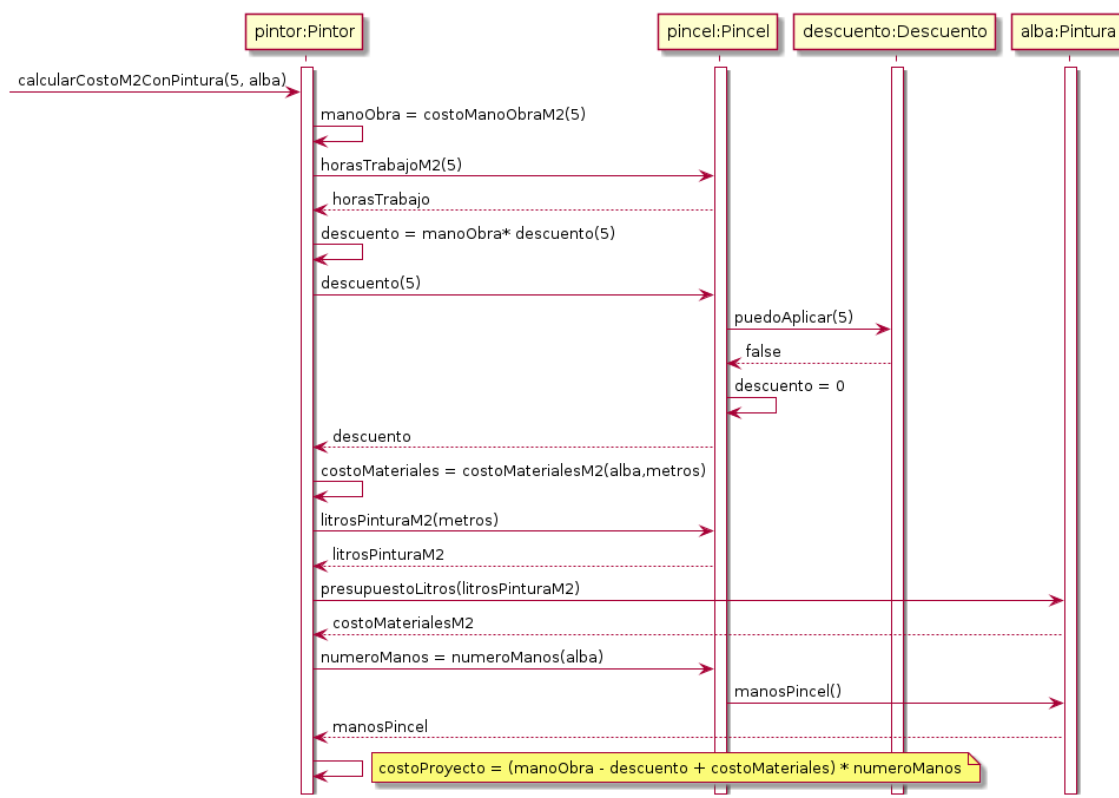 pintor:Pintor
pincel:Pincel
descuento:Descuento
alba:Pintura
calcularCostoM2ConPintura(5, alba)
manoObra = costoManoObraM2(5)
horasTrabajoM2(5)
horasTrabajo
descuento = manoObra* descuento(5)
descuento(5)
puedoAplicar(5)
false
descuento = 0
descuento
costoMateriales = costoMaterialesM2(alba,metros)
litrosPinturaM2(metros)
litrosPinturaM2
presupuestoLitros(litrosPinturaM2)
costoMaterialesM2
numeroManos = numeroManos(alba)
manosPincel()
manosPincel
costoProyecto = (manoObra - descuento + costoMateriales) * numeroManos